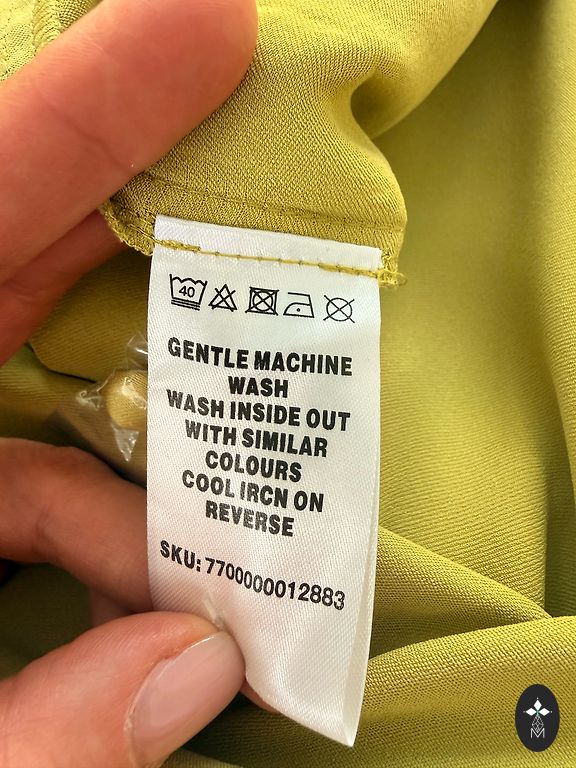 40
GENTLE MACHINE
WASH
WASH INSIDE OUT
WITH SIMILAR
COLOURS
COOL IRCN ON
REVERSE
SKU: 7700000012883
M